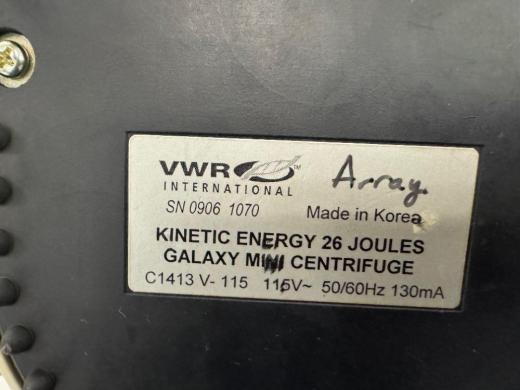 VWR™
INTERNATIONAL
Array.
SN 0906 1070
Made in Korea
KINETIC ENERGY 26 JOULES
GALAXY MINI CENTRIFUGE
C1413 V- 115 115V~ 50/60Hz 130mA